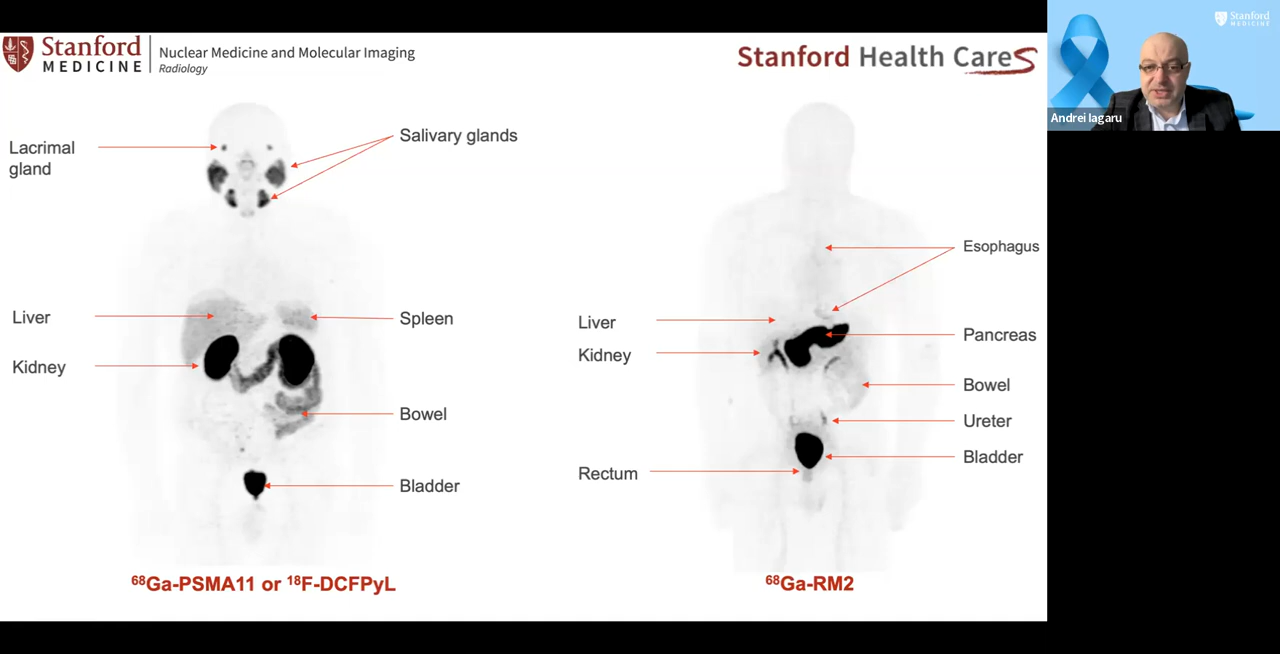 Stanford
MEDICINE
Nuclear Medicine and Molecular Imaging
Radiology
Stanford Health Care
Stanford
MEDICINE
Andrei Iagaru
Lacrimal
gland
Salivary glands
Liver
Spleen
Kidney
Bowel
Bladder
68Ga-PSMA11 or 18F-DCFPyL
Esophagus
Liver
Pancreas
Kidney
Bowel
Ureter
Bladder
Rectum
68Ga-RM2